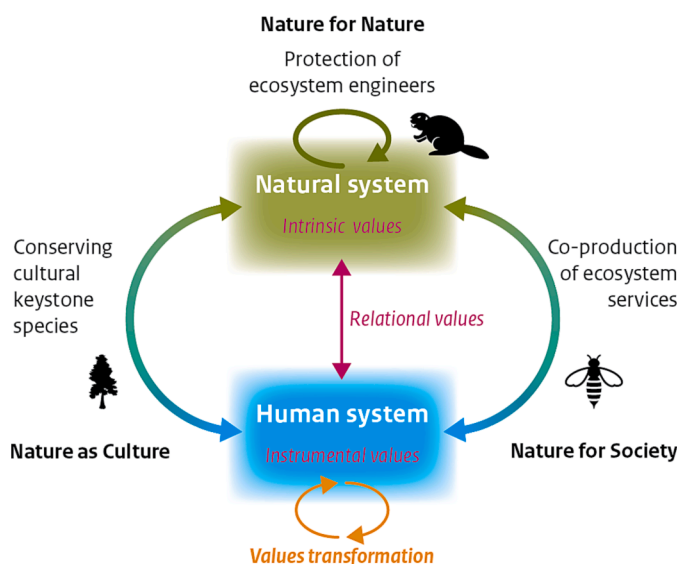 Nature for Nature
Protection of
ecosystem engineers
Natural system
Intrinsic values
Conserving
cultural
keystone
species
Co-production
of ecosystem
services
Relational values
Human system
Instrumental values
Nature as Culture
Nature for Society
Values transformation